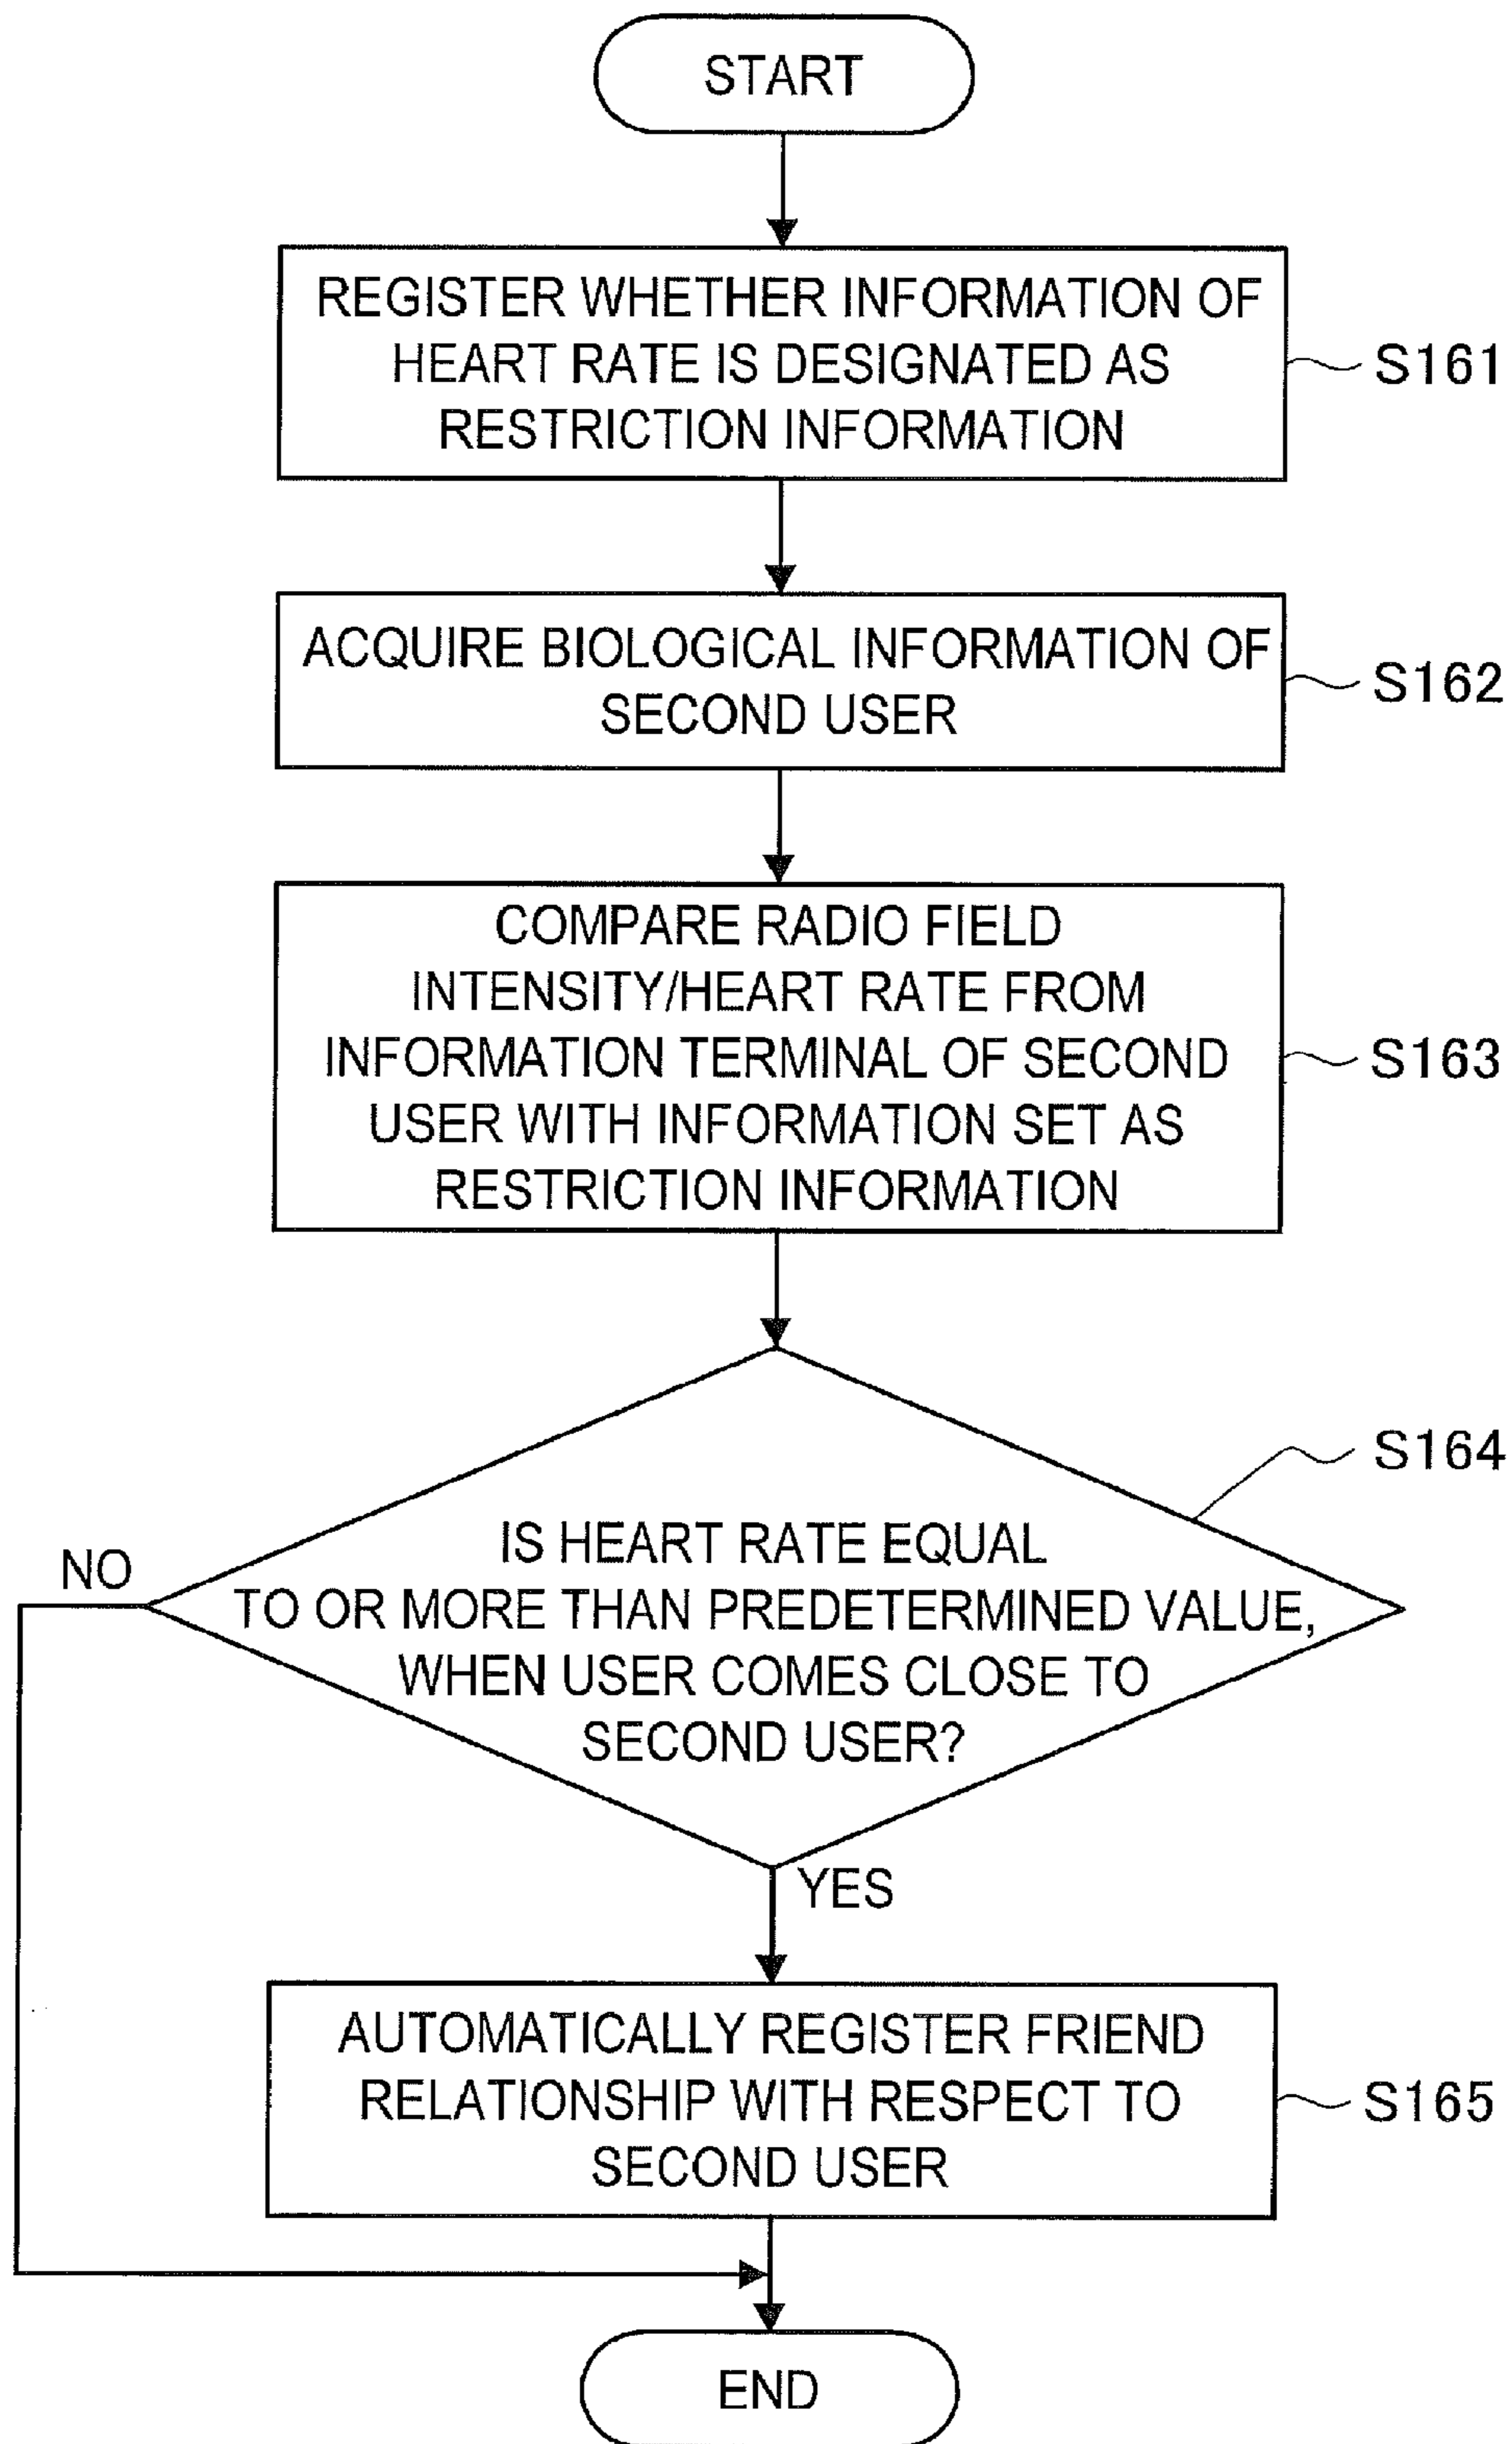 START
REGISTER WHETHER INFORMATION OF
HEART RATE IS DESIGNATED AS
RESTRICTION INFORMATION
S161
ACQUIRE BIOLOGICAL INFORMATION OF
SECOND USER
S162
COMPARE RADIO FIELD
INTENSITY/HEART RATE FROM
INFORMATION TERMINAL OF SECOND
USER WITH INFORMATION SET AS
RESTRICTION INFORMATION
S163
S164
IS HEART RATE EQUAL
TO OR MORE THAN PREDETERMINED VALUE,
WHEN USER COMES CLOSE TO
SECOND USER?
NO
YES
AUTOMATICALLY REGISTER FRIEND
RELATIONSHIP WITH RESPECT TO
SECOND USER
S165
END